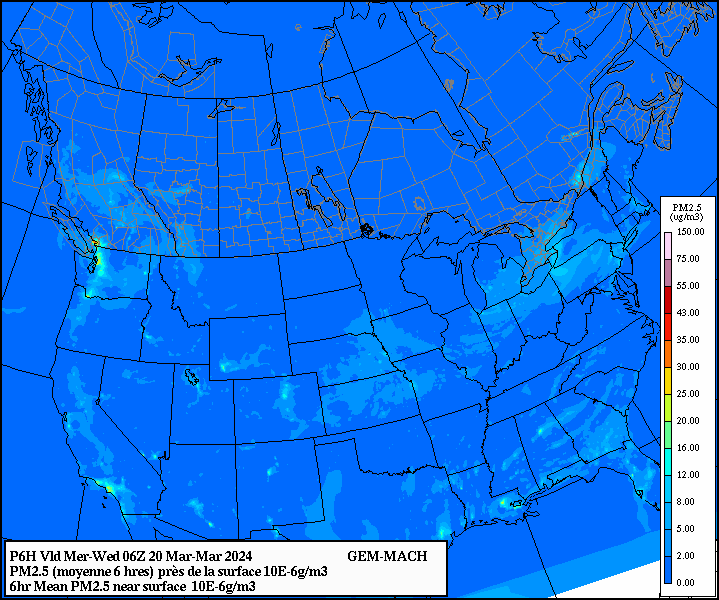 PM2.5
(ug/m3)
150.00
75.00
55.00
43.00
35.00
30.00
25.00
20.00
16.00
12.00
8.00
5.00
2.00
0.00
P6H Vld Mer-Wed 06Z 20 Mar-Mar 2024 GEM-MACH
PM2.5 (moyenne 6 hres) près de la surface 10E-6g/m3
6hr Mean PM2.5 near surface 10E-6g/m3